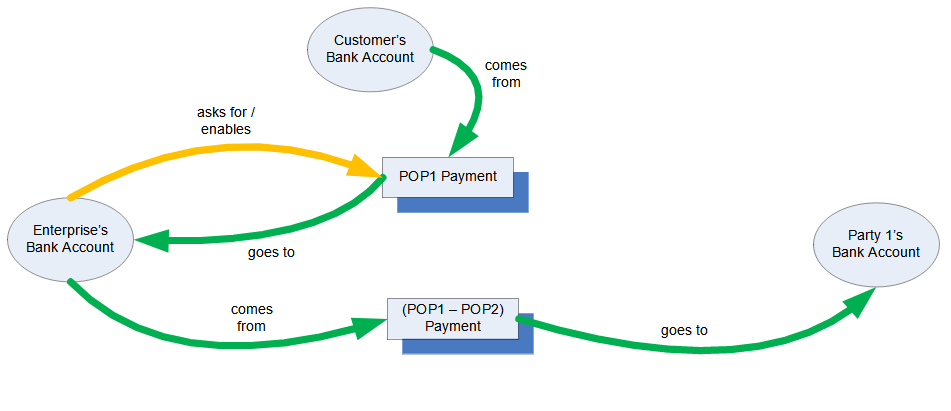 Customer's
Bank Account
comes
from
asks for /
enables
POP1 Payment
Enterprise's
Bank Account
goes to
Party 1's
Bank Account
comes
from
(POP1 – POP2)
Payment
goes to